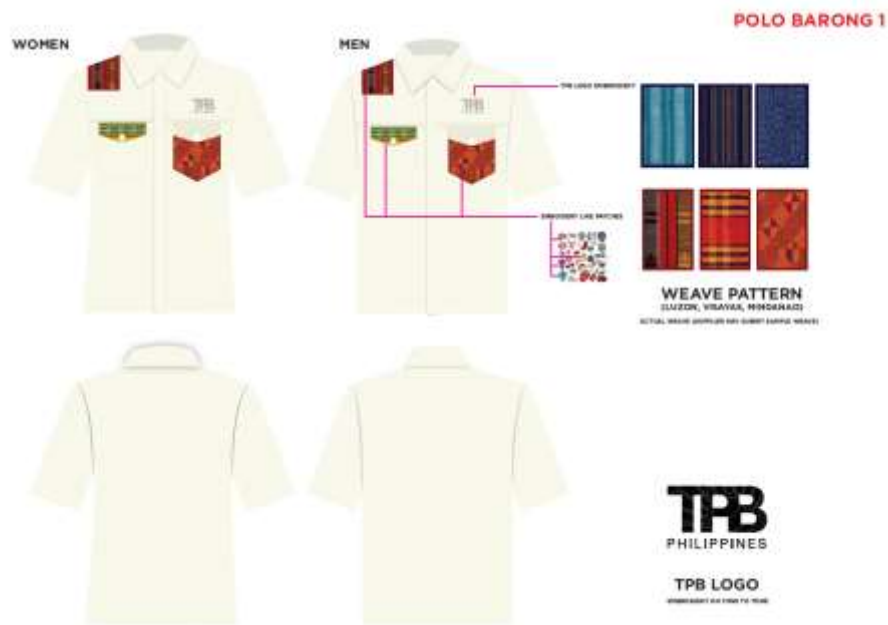 POLO BARONG 1
WOMEN
MEN
TPB
TPB
TPB LOGO EMBROIDERY
EMBROIDERY LIKE PATCHES
WEAVE PATTERN
(LUZON, VISAYAS, MINDANAO)
TPB
PHILIPPINES
TPB LOGO